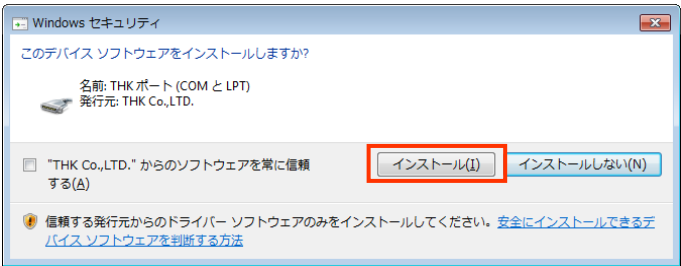 Windows セキュリティ
このデバイス ソフトウェアをインストールしますか?
名前: THK ポート (COM と LPT)
発行元: THK Co.,LTD.
"THK Co.,LTD." からのソフトウェアを常に信頼
する(A)
インストール(I)
インストールしない(N)
信頼する発行元からのドライバー ソフトウェアのみをインストールしてください。安全にインストールできるデ
バイス ソフトウェアを判断する方法